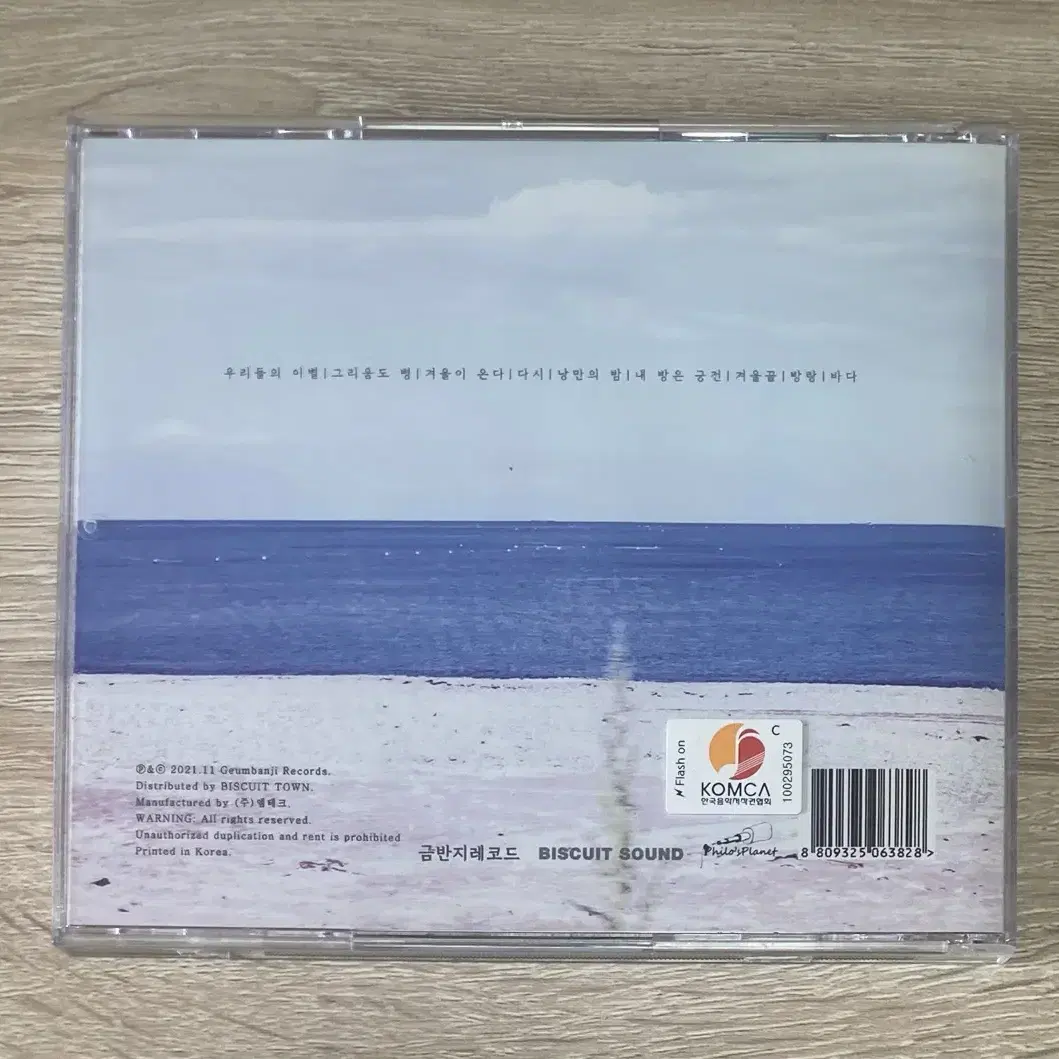 우리들의 이별|그리움도 병|겨울이 온다|다시|낭만의 밤|내 방은 궁전|겨울끝|방랑|바다
Ⓟ&ⓒ 2021.11 Geumbanji Records.
Distributed by BISCUIT TOWN.
Manufactured by (주)엠테크.
WARNING: All rights reserved.
Unauthorized duplication and rent is prohibited
Printed in Korea.
금반지레코드
BISCUIT SOUND
Philo'sPlanet
Flash on
KOMCA
한국음악저작권협회
C
100295073
8 809325 063828 >